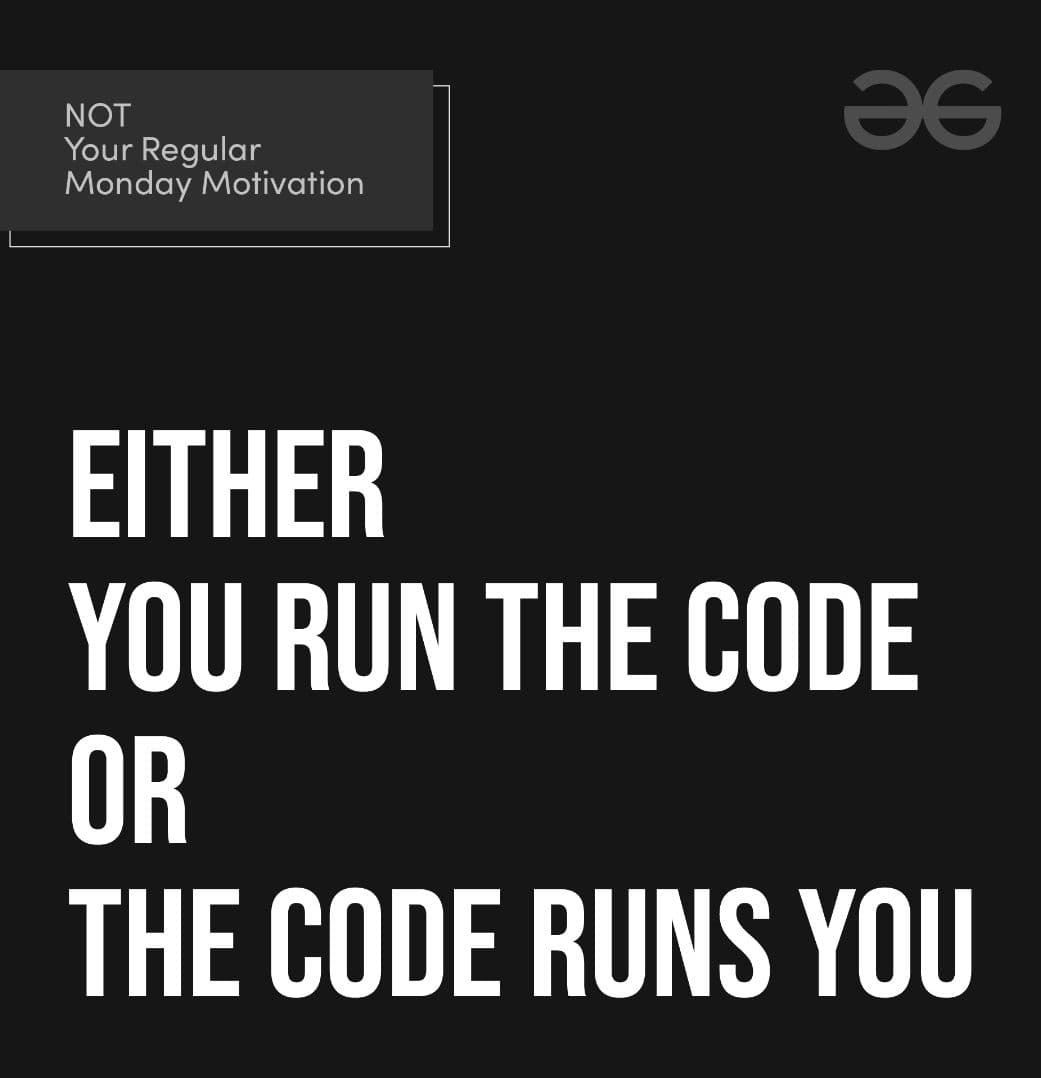 NOT
Your Regular
Monday Motivation
EITHER
YOU RUN THE CODE
OR
THE CODE RUNS YOU